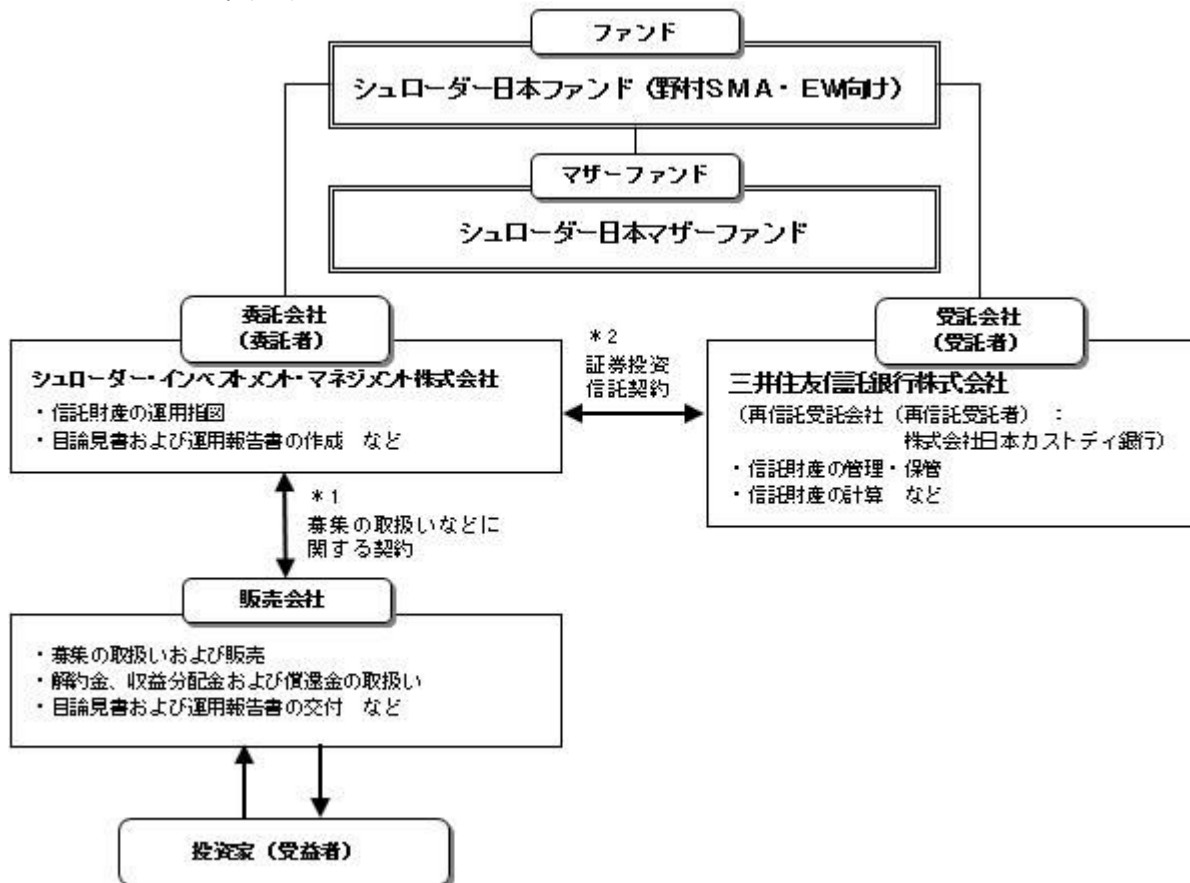 ファンド
シュローダー日本ファンド（野村SMA・EW向け）
マザーファンド
シュローダー日本マザーファンド
委託会社
（委託者）
シュローダー・インベストメント・マネジメント株式会社
・信託財産の運用指図
・目論見書および運用報告書の作成　など
＊2
証券投資
信託契約
受託会社
（受託者）
三井住友信託銀行株式会社
（再信託受託会社（再信託受託者）　：
株式会社日本カストディ銀行）
・信託財産の管理・保管
・信託財産の計算　など
＊1
募集の取扱いなどに
関する契約
販売会社
・募集の取扱いおよび販売
・解約金、収益分配金および償還金の取扱い
・目論見書および運用報告書の交付　など
投資家（受益者）